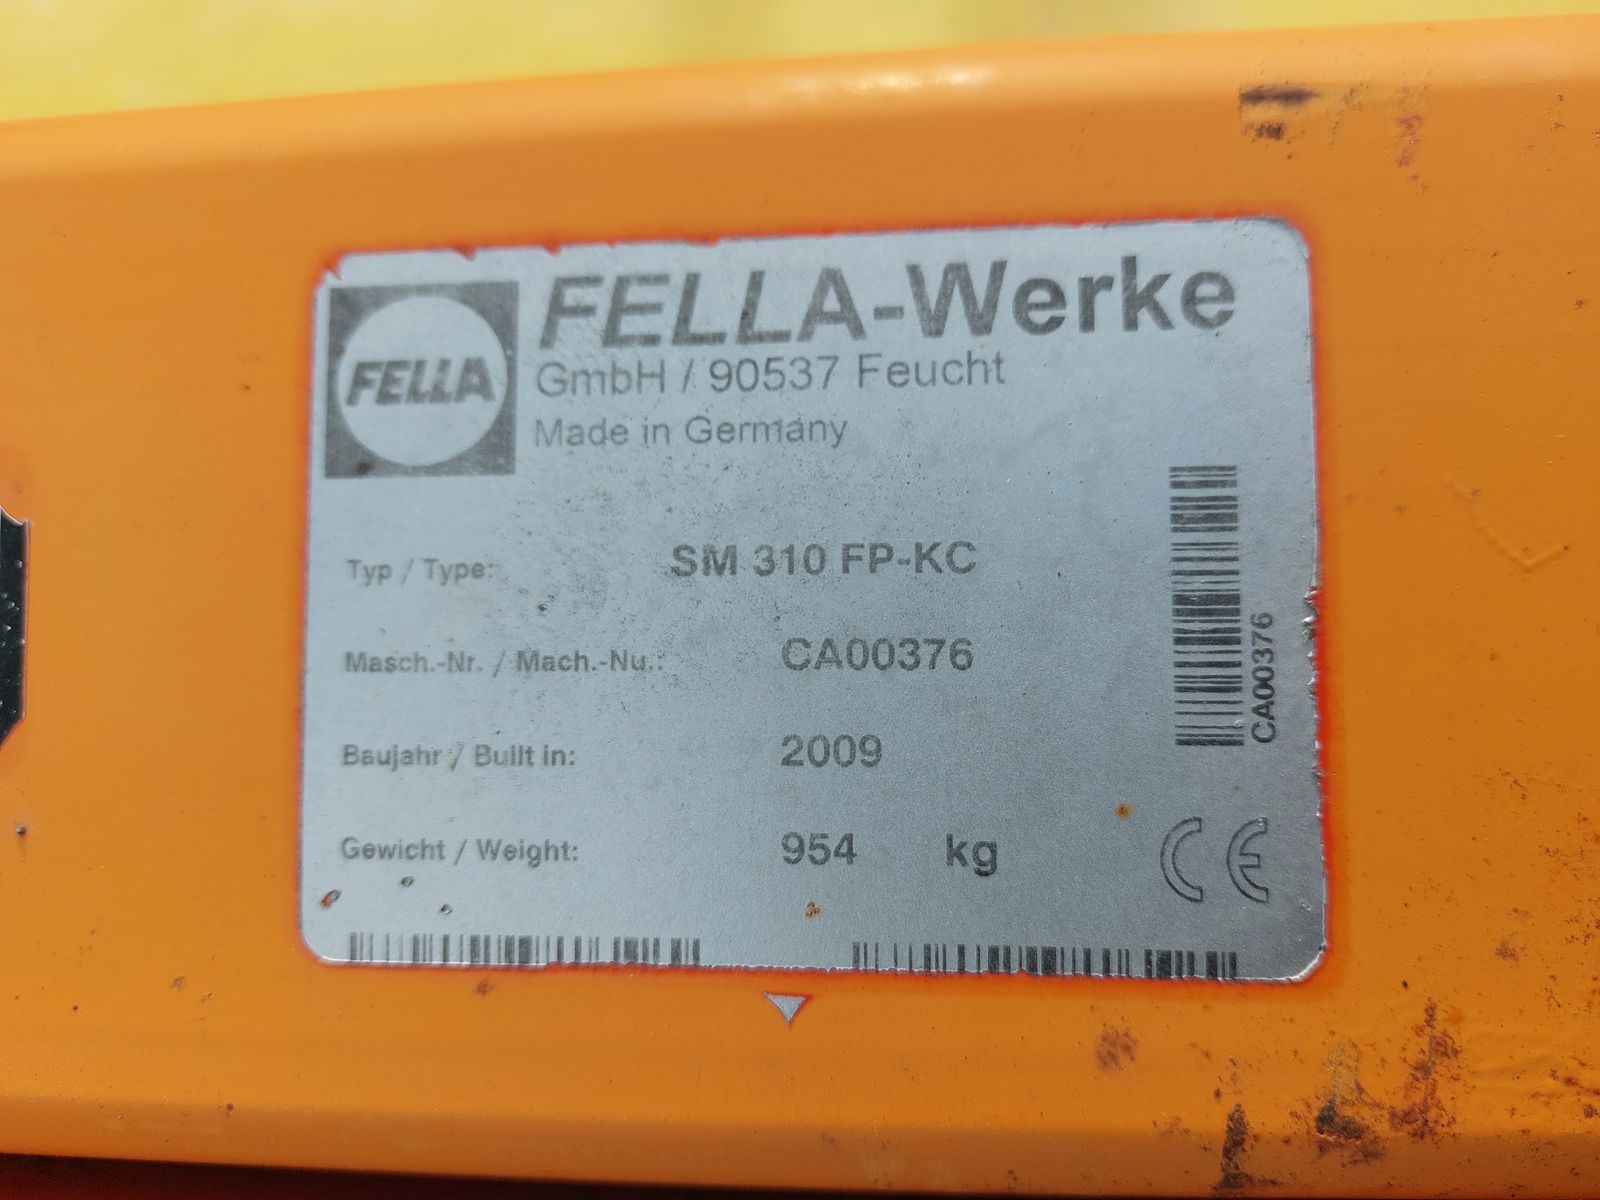 FELLA
FELLA-Werke
GmbH / 90537 Feucht
Made in Germany
Typ / Type: SM 310 FP-KC
Masch.-Nr. / Mach.-Nu.: CA00376
Baujahr / Built in: 2009
Gewicht / Weight: 954 kg
CA00376
CE